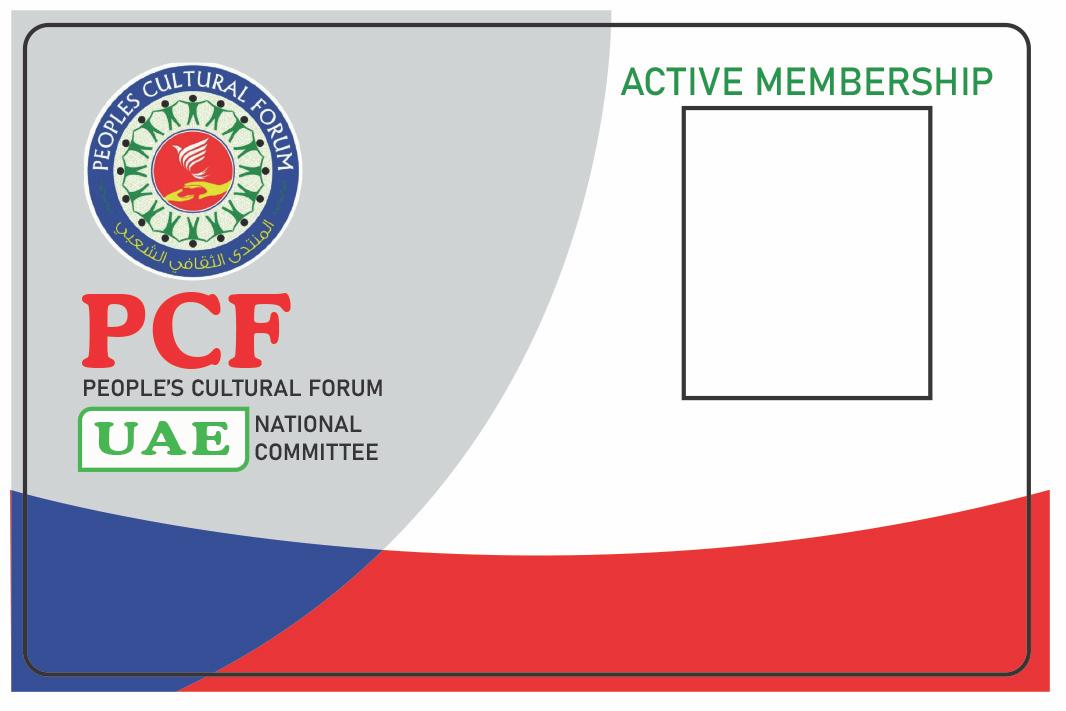 PEOPLES CULTURAL FORUM
المنتدى الثقافي الشعبي
ACTIVE MEMBERSHIP
PCF
PEOPLE'S CULTURAL FORUM
UAE
NATIONAL
COMMITTEE